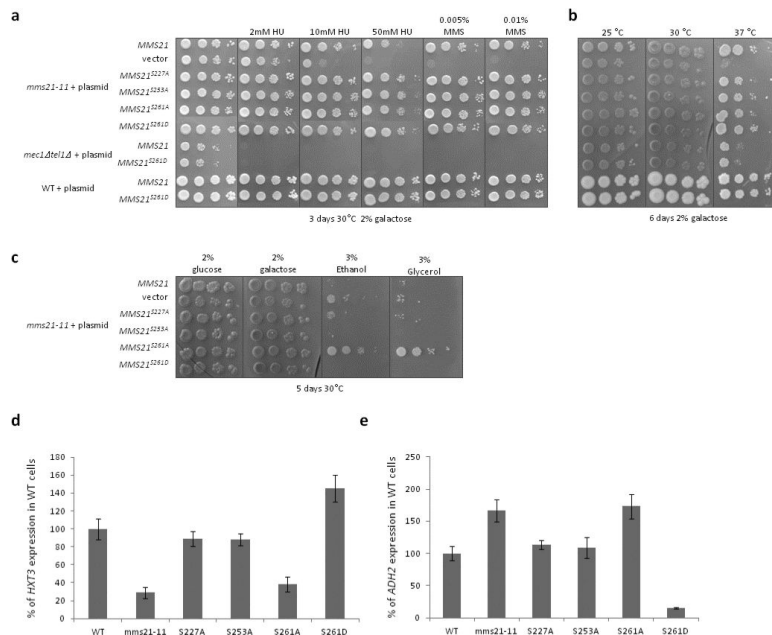 a
2mM HU 10mM HU 50mM HU 0.005% MMS 0.01% MMS
MMS21
vector
MMS21S227A
mms21-11 + plasmid
MMS21S253A
MMS21S261A
MMS21S261D
mec1Δtel1Δ + plasmid
MMS21
MMS21S261D
WT + plasmid
MMS21
MMS21S261D
3 days 30°C 2% galactose
b
25 °C 30 °C 37 °C
6 days 2% galactose
c
2% glucose 2% galactose 3% Ethanol 3% Glycerol
MMS21
vector
MMS21S227A
mms21-11 + plasmid
MMS21S253A
MMS21S261A
MMS21S261D
5 days 30°C
d
% of HXT3 expression in WT cells
180
160
140
120
100
80
60
40
20
0
WT mms21-11 S227A S253A S261A S261D
e
% of ADH2 expression in WT cells
250
200
150
100
50
0
WT mms21-11 S227A S253A S261A S261D